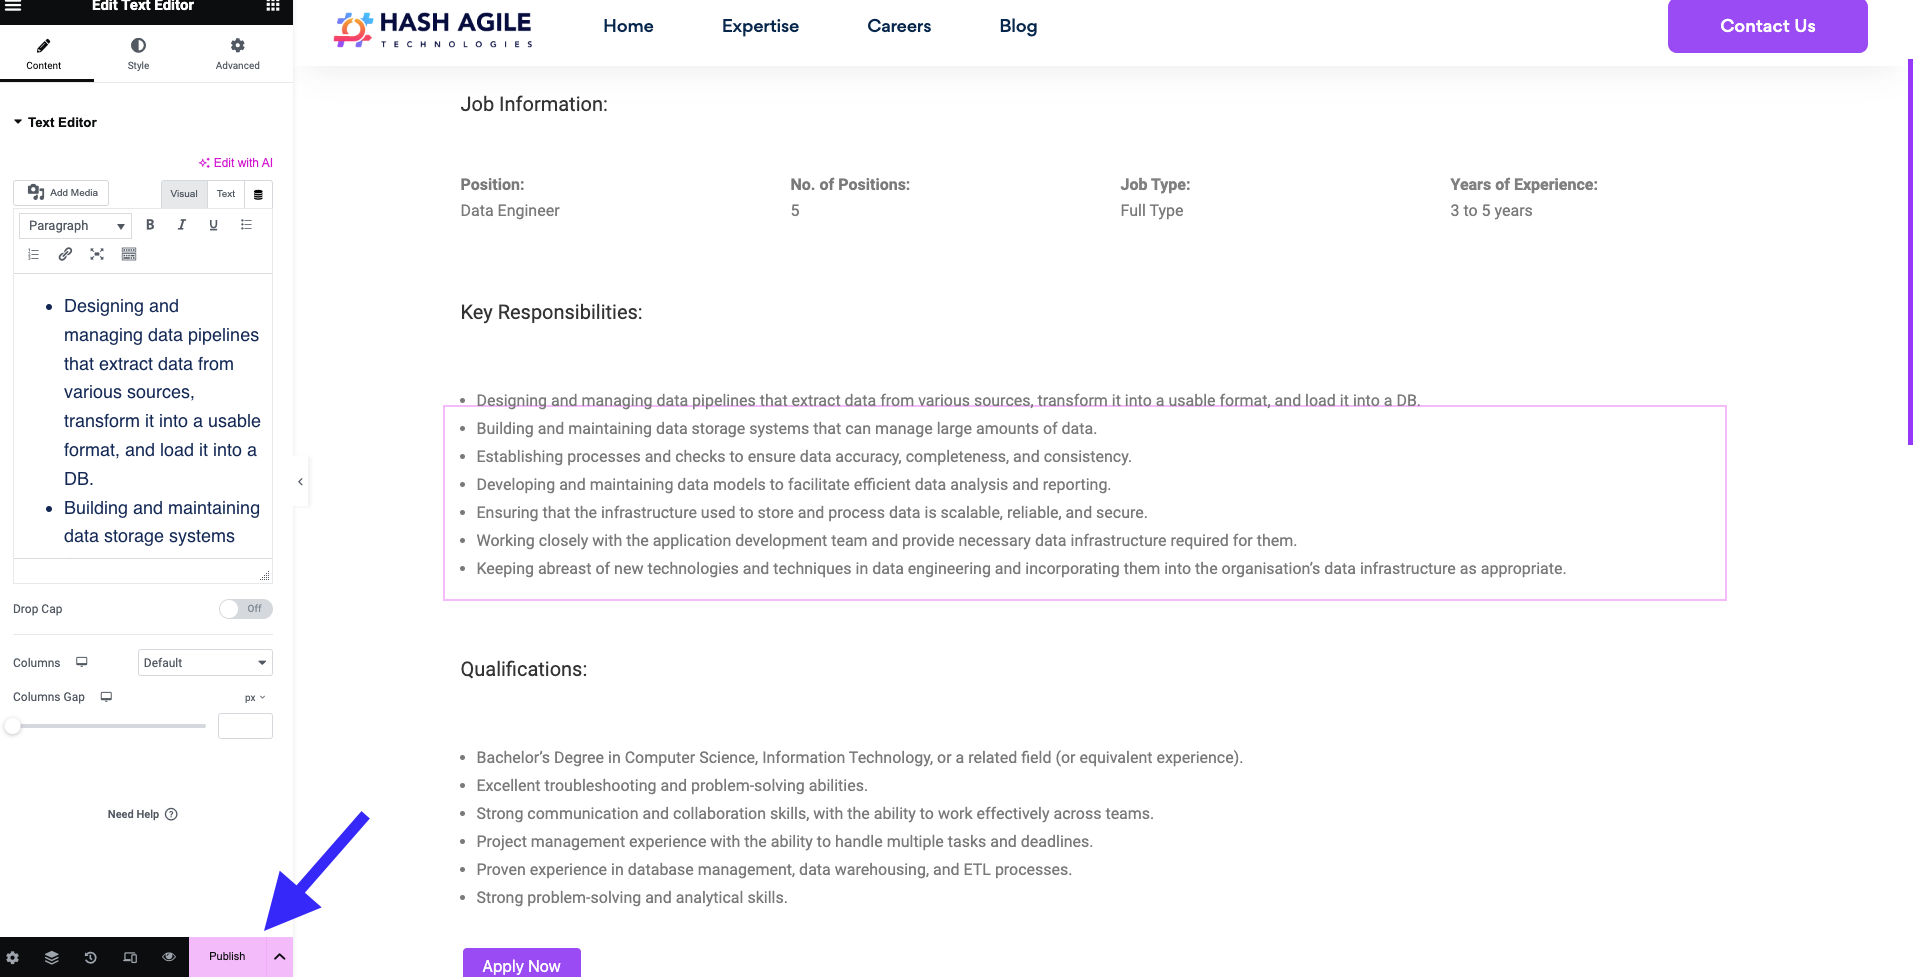 Edit Text Editor
Content
Style
Advanced
Text Editor
Edit with AI
Add Media
Visual
Text
Paragraph
B
I
U
Designing and
managing data pipelines
that extract data from
various sources,
transform it into a usable
format, and load it into a
DB.
Building and maintaining
data storage systems
Drop Cap
Off
Columns
Default
Columns Gap
px
Need Help
Publish
HASH AGILE
TECHNOLOGIES
Home
Expertise
Careers
Blog
Contact Us
Job Information:
Position:
Data Engineer
No. of Positions:
5
Job Type:
Full Type
Years of Experience:
3 to 5 years
Key Responsibilities:
Designing and managing data pipelines that extract data from various sources, transform it into a usable format, and load it into a DB.
Building and maintaining data storage systems that can manage large amounts of data.
Establishing processes and checks to ensure data accuracy, completeness, and consistency.
Developing and maintaining data models to facilitate efficient data analysis and reporting.
Ensuring that the infrastructure used to store and process data is scalable, reliable, and secure.
Working closely with the application development team and provide necessary data infrastructure required for them.
Keeping abreast of new technologies and techniques in data engineering and incorporating them into the organisation’s data infrastructure as appropriate.
Qualifications:
Bachelor’s Degree in Computer Science, Information Technology, or a related field (or equivalent experience).
Excellent troubleshooting and problem-solving abilities.
Strong communication and collaboration skills, with the ability to work effectively across teams.
Project management experience with the ability to handle multiple tasks and deadlines.
Proven experience in database management, data warehousing, and ETL processes.
Strong problem-solving and analytical skills.
Apply Now